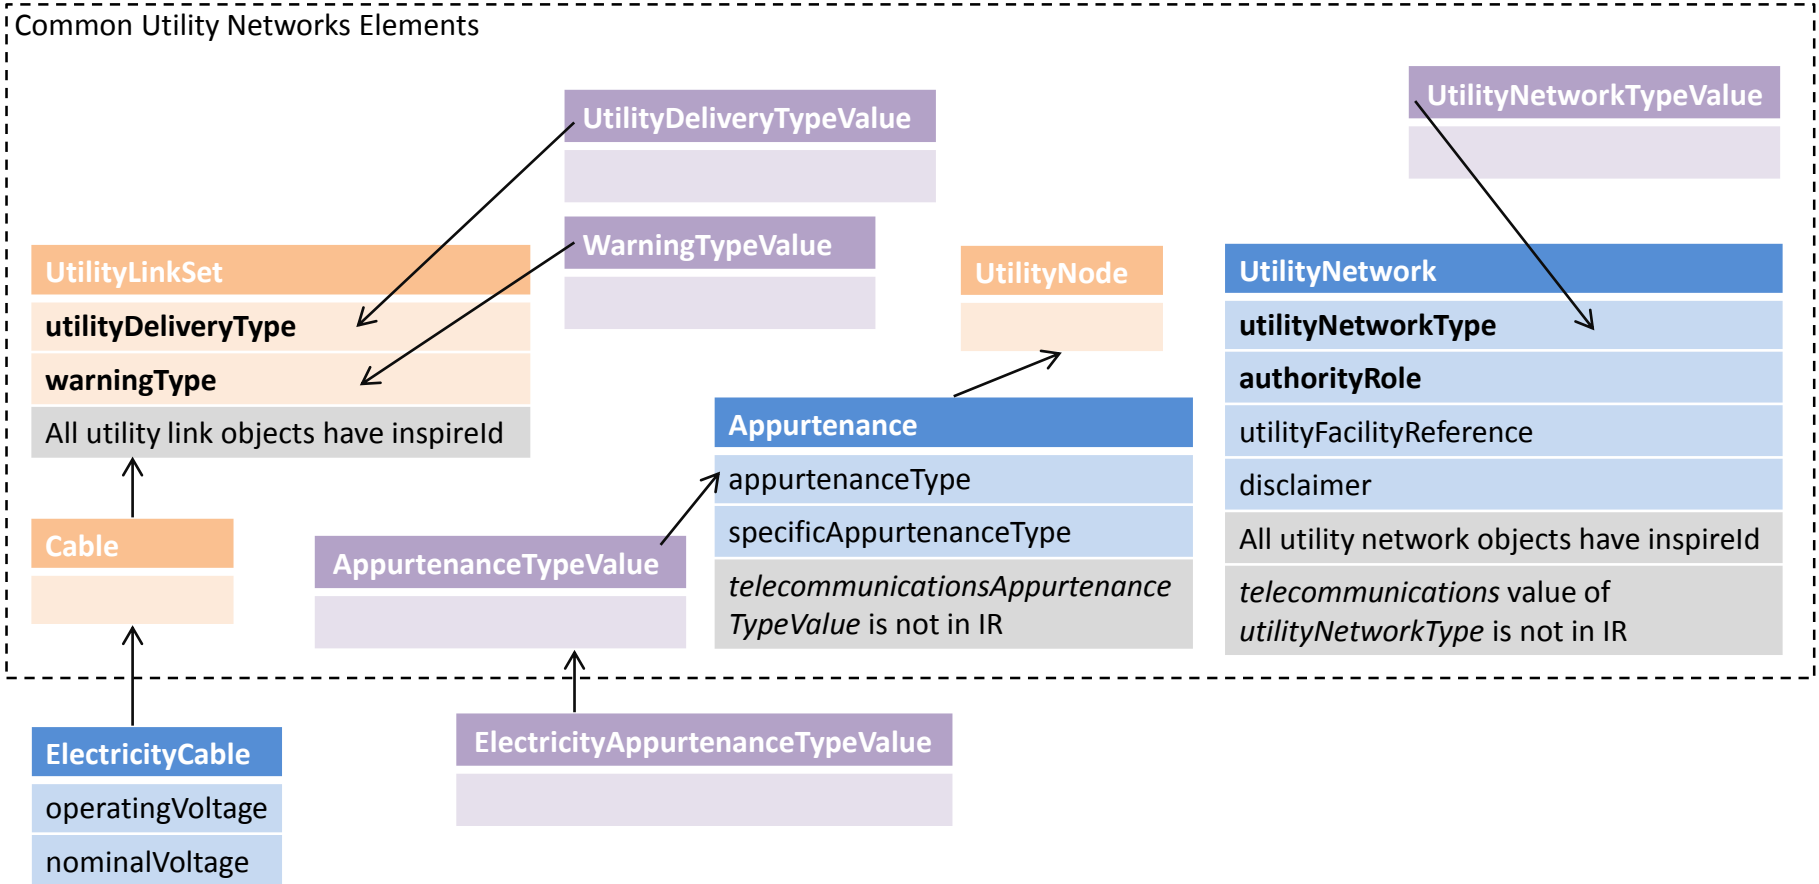 Common Utility Networks Elements
UtilityDeliveryTypeValue
UtilityNetworkTypeValue
WarningTypeValue
UtilityLinkSet
utilityDeliveryType
warningType
All utility link objects have inspireId
UtilityNode
UtilityNetwork
utilityNetworkType
authorityRole
utilityFacilityReference
disclaimer
All utility network objects have inspireId
telecommunications value of
utilityNetworkType is not in IR
Appurtenance
appurtenanceType
specificAppurtenanceType
telecommunicationsAppurtenance
TypeValue is not in IR
Cable
AppurtenanceTypeValue
ElectricityCable
operatingVoltage
nominalVoltage
ElectricityAppurtenanceTypeValue